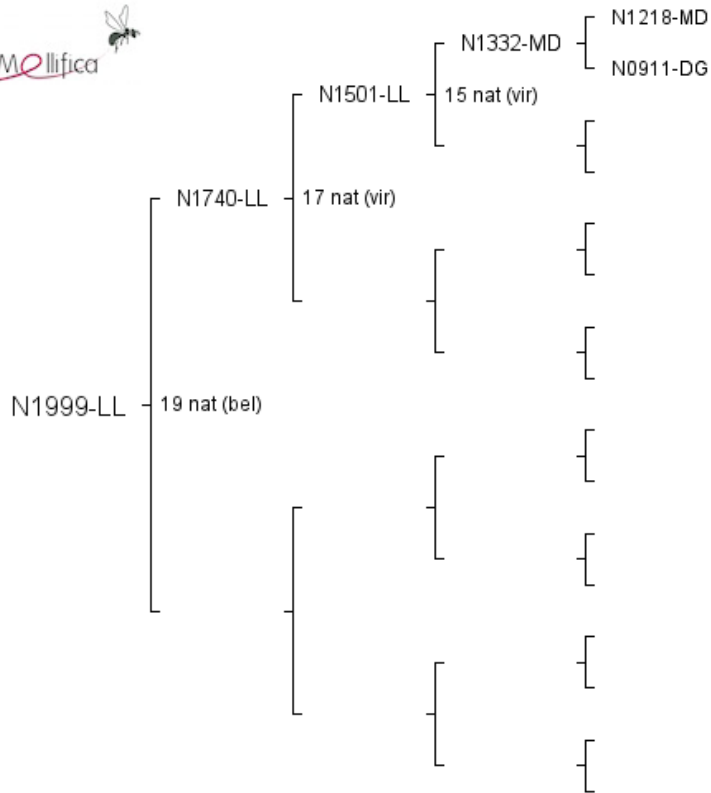 Mellifica
N1218-MD
N1332-MD
N0911-DG
N1501-LL
15 nat (vir)
N1740-LL
17 nat (vir)
N1999-LL
19 nat (bel)